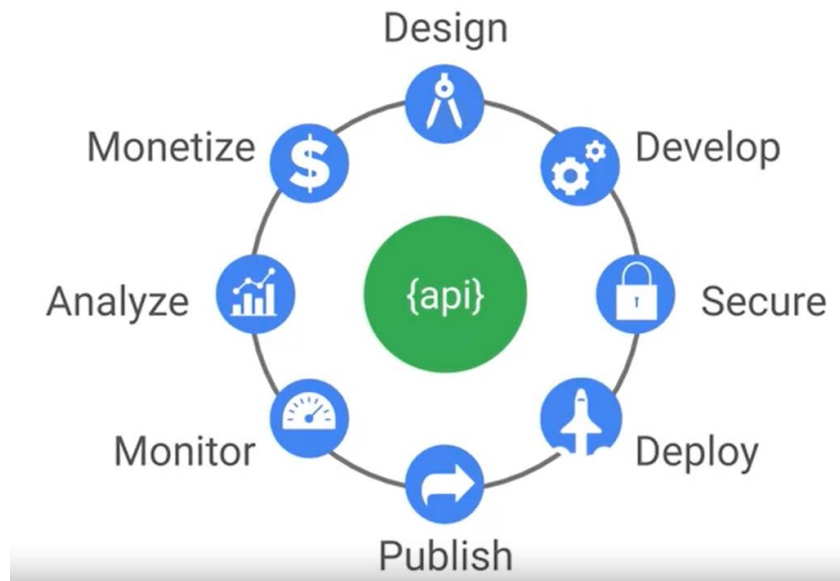 Design
Monetize
Develop
Analyze
{api}
Secure
Monitor
Deploy
Publish